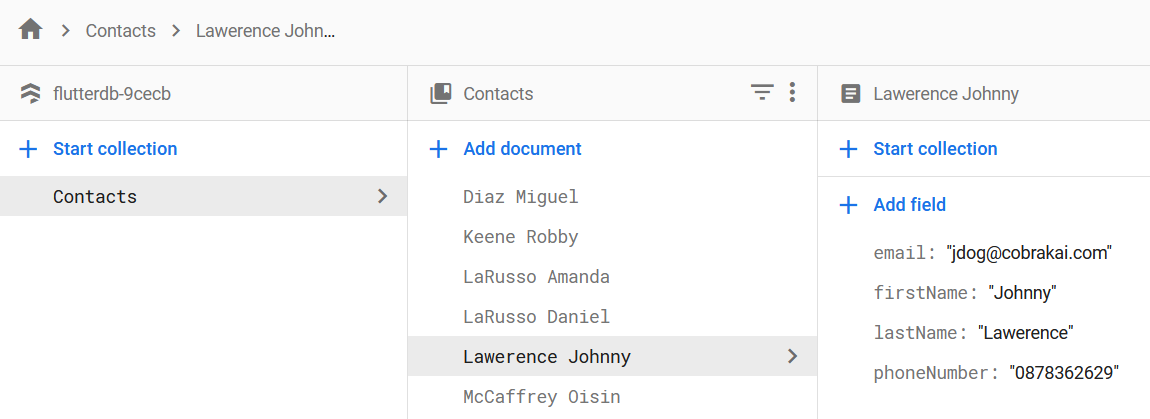 Contacts
Lawerence John…
flutterdb-9cecb
Contacts
Lawerence Johnny
Start collection
Add document
Start collection
Contacts
Diaz Miguel
Keene Robby
LaRusso Amanda
LaRusso Daniel
Lawerence Johnny
McCaffrey Oisin
Add field
email: "jdog@cobrakai.com"
firstName: "Johnny"
lastName: "Lawerence"
phoneNumber: "0878362629"